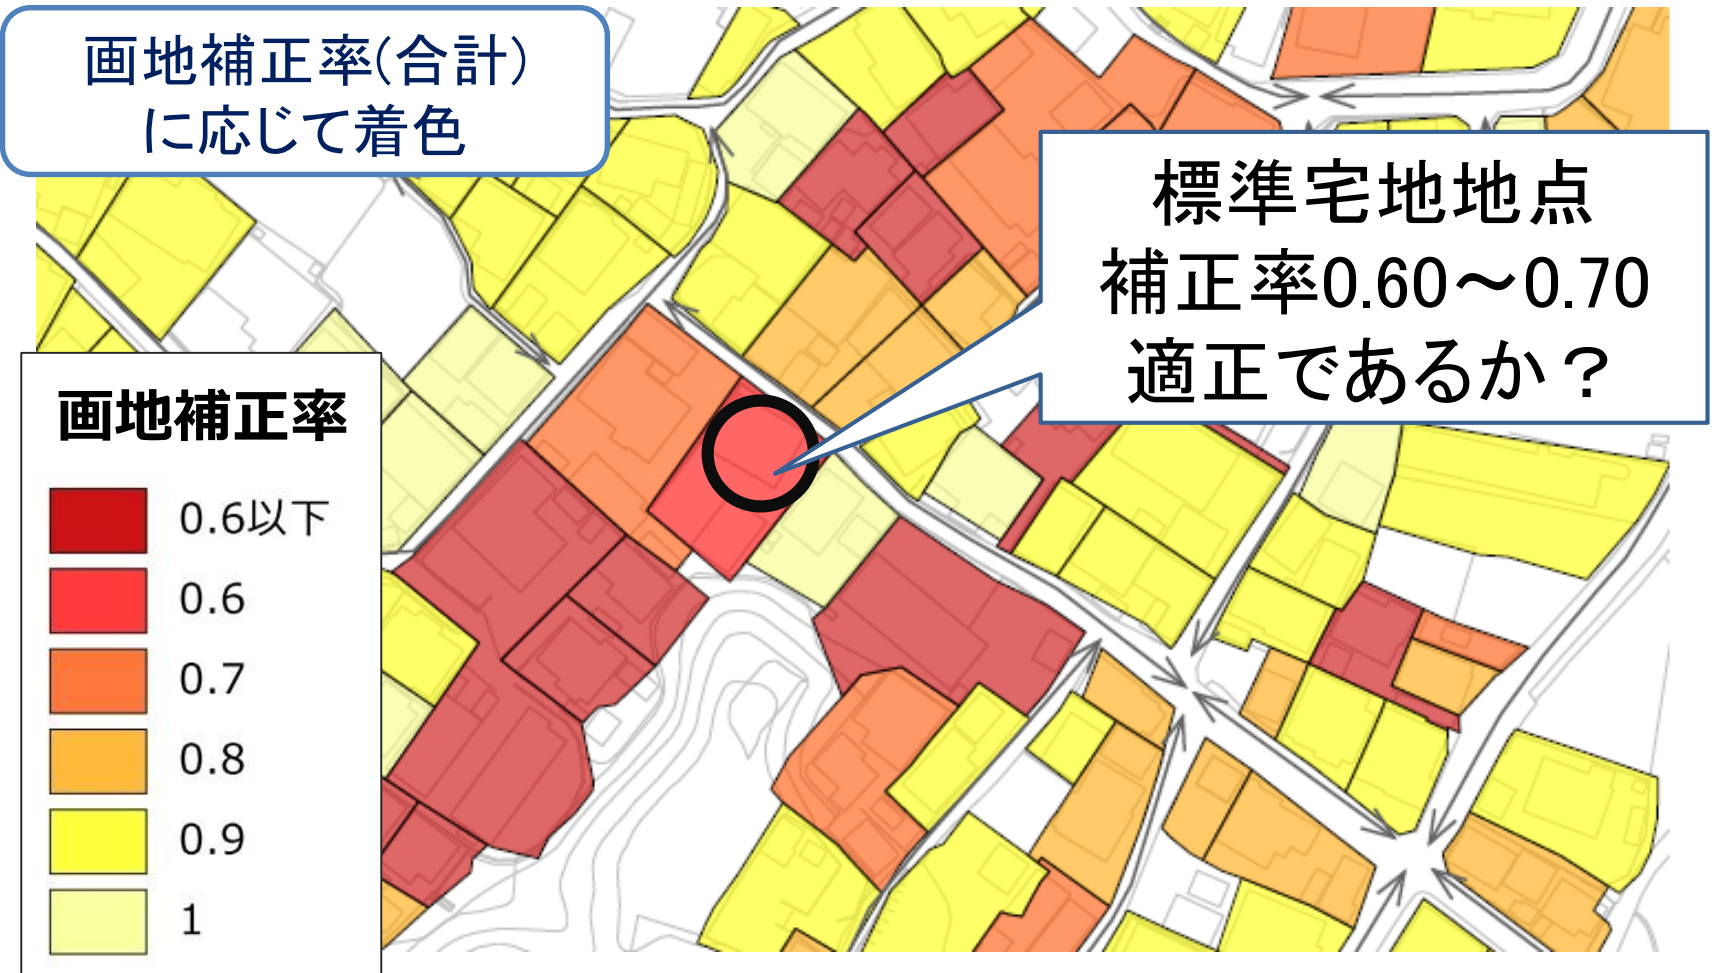 画地補正率(合計)
に応じて着色
標準宅地地点
補正率0.60～0.70
適正であるか？
画地補正率
0.6以下
0.6
0.7
0.8
0.9
1